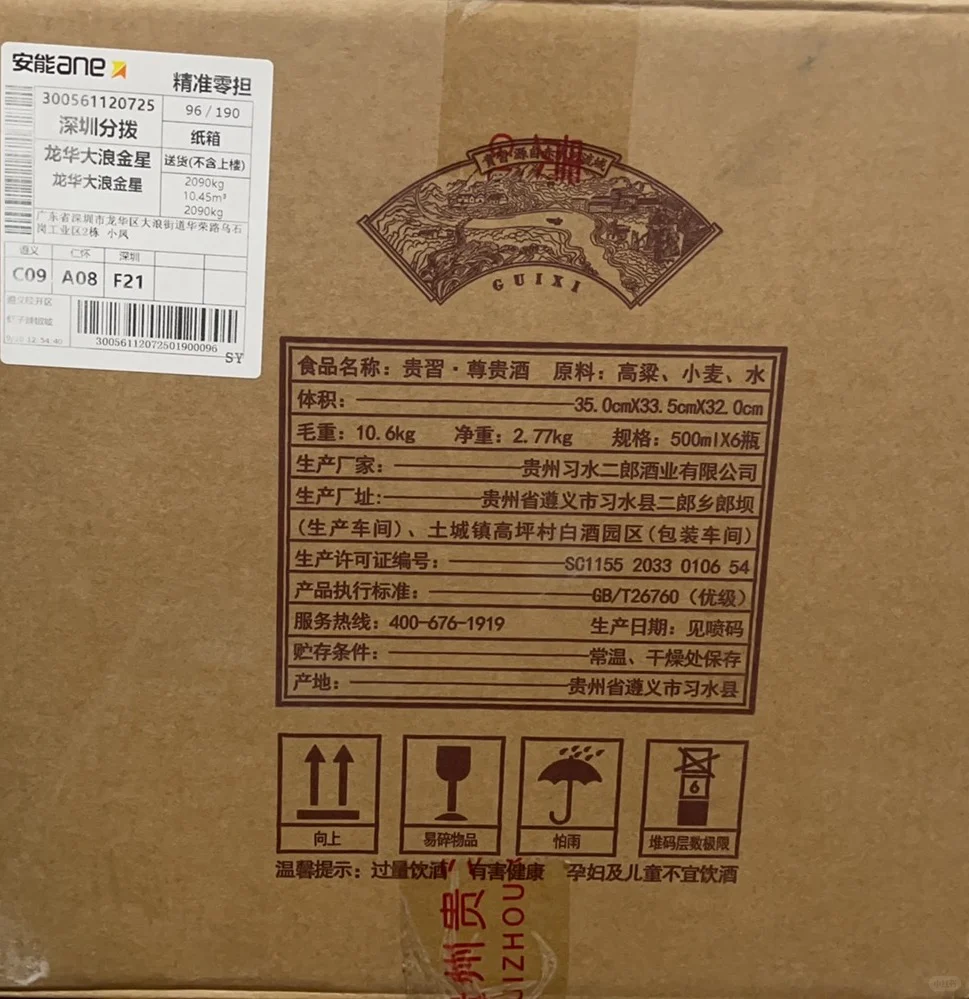 安能ane
精准零担
300561120725
96/190
深圳分拨
纸箱
龙华大浪金星
送货(不含上楼)
龙华大浪金星
2090kg
10.45m³
2090kg
广东省深圳市龙华区大浪街道华荣路乌石
岗工业区2栋 小凤
遵义 仁怀 深圳
C09 A08 F21
30056112072501900096
SY
GUIXI
食品名称：贵習·尊贵酒 原料：高粱、小麦、水
体积：35.0cmX33.5cmX32.0cm
毛重：10.6kg 净重：2.77kg 规格：500mlX6瓶
生产厂家：贵州习水二郎酒业有限公司
生产厂址:贵州省遵义市习水县二郎乡郎坝
(生产车间)、土城镇高坪村白酒园区(包装车间)
生产许可证编号：SC1155 2033 0106 54
产品执行标准：GB/T26760（优级）
服务热线：400-676-1919 生产日期：见喷码
贮存条件：常温、干燥处保存
产地：贵州省遵义市习水县
6
向上 易碎物品 怕雨 堆码层数极限
温馨提示：过量饮酒 有害健康 孕妇及儿童不宜饮酒
州贵
UIZHOU